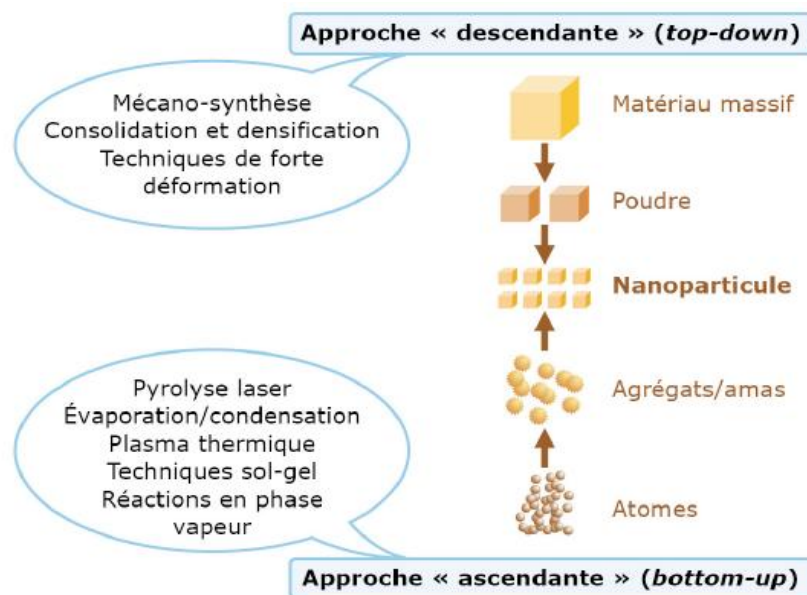 Approche « descendante » (top-down)
Mécano-synthèse
Consolidation et densification
Techniques de forte
déformation
Matériau massif
Poudre
Nanoparticule
Agrégats/amas
Atomes
Pyrolyse laser
Évaporation/condensation
Plasma thermique
Techniques sol-gel
Réactions en phase
vapeur
Approche « ascendante » (bottom-up)